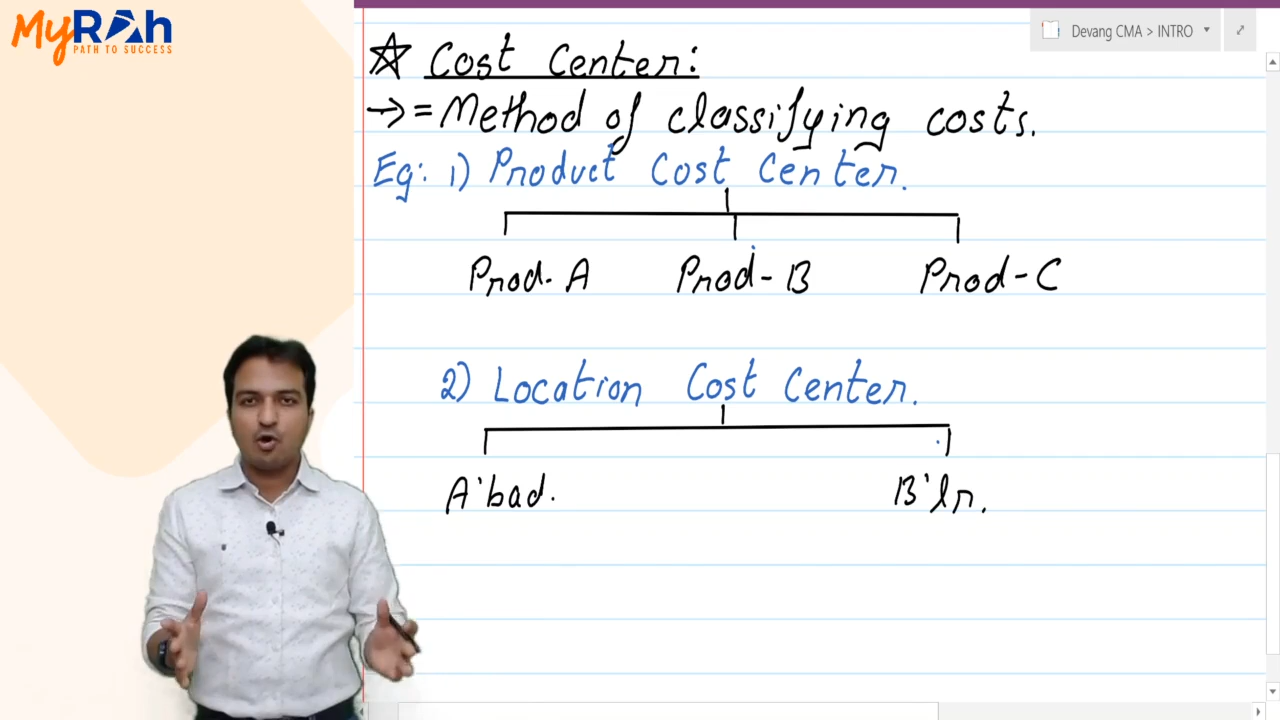 MyRAh
PATH TO SUCCESS
Devang CMA > INTRO
☆ Cost Center:
→ = Method of classifying costs.
Eg: 1) Product Cost Center.
Prod. A Prod - B Prod - C
2) Location Cost Center.
A'bad. B'lr.